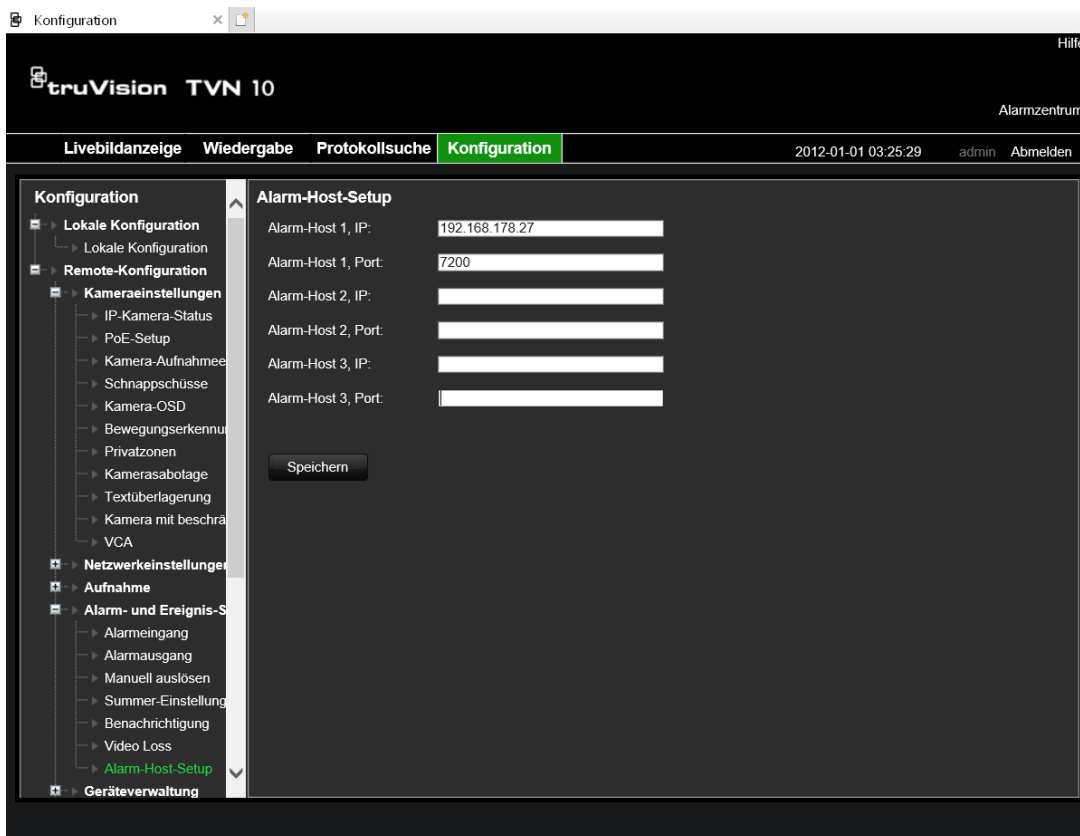 Konfiguration
Hilfe
truVision TVN 10
Alarmzentrum
Livebildanzeige Wiedergabe Protokollsuche Konfiguration 2012-01-01 03:25:29 admin Abmelden
Konfiguration
Lokale Konfiguration
Lokale Konfiguration
Remote-Konfiguration
Kameraeinstellungen
IP-Kamera-Status
PoE-Setup
Kamera-Aufnahmee
Schnappschüsse
Kamera-OSD
Bewegungserkennu
Privatzonen
Kamerasabotage
Textüberlagerung
Kamera mit beschrä
VCA
Netzwerkeinstellungen
Aufnahme
Alarm- und Ereignis-S
Alarmeingang
Alarmausgang
Manuell auslösen
Summer-Einstellung
Benachrichtigung
Video Loss
Alarm-Host-Setup
Geräteverwaltung
Alarm-Host-Setup
Alarm-Host 1, IP: 192.168.178.27
Alarm-Host 1, Port: 7200
Alarm-Host 2, IP:
Alarm-Host 2, Port:
Alarm-Host 3, IP:
Alarm-Host 3, Port:
Speichern